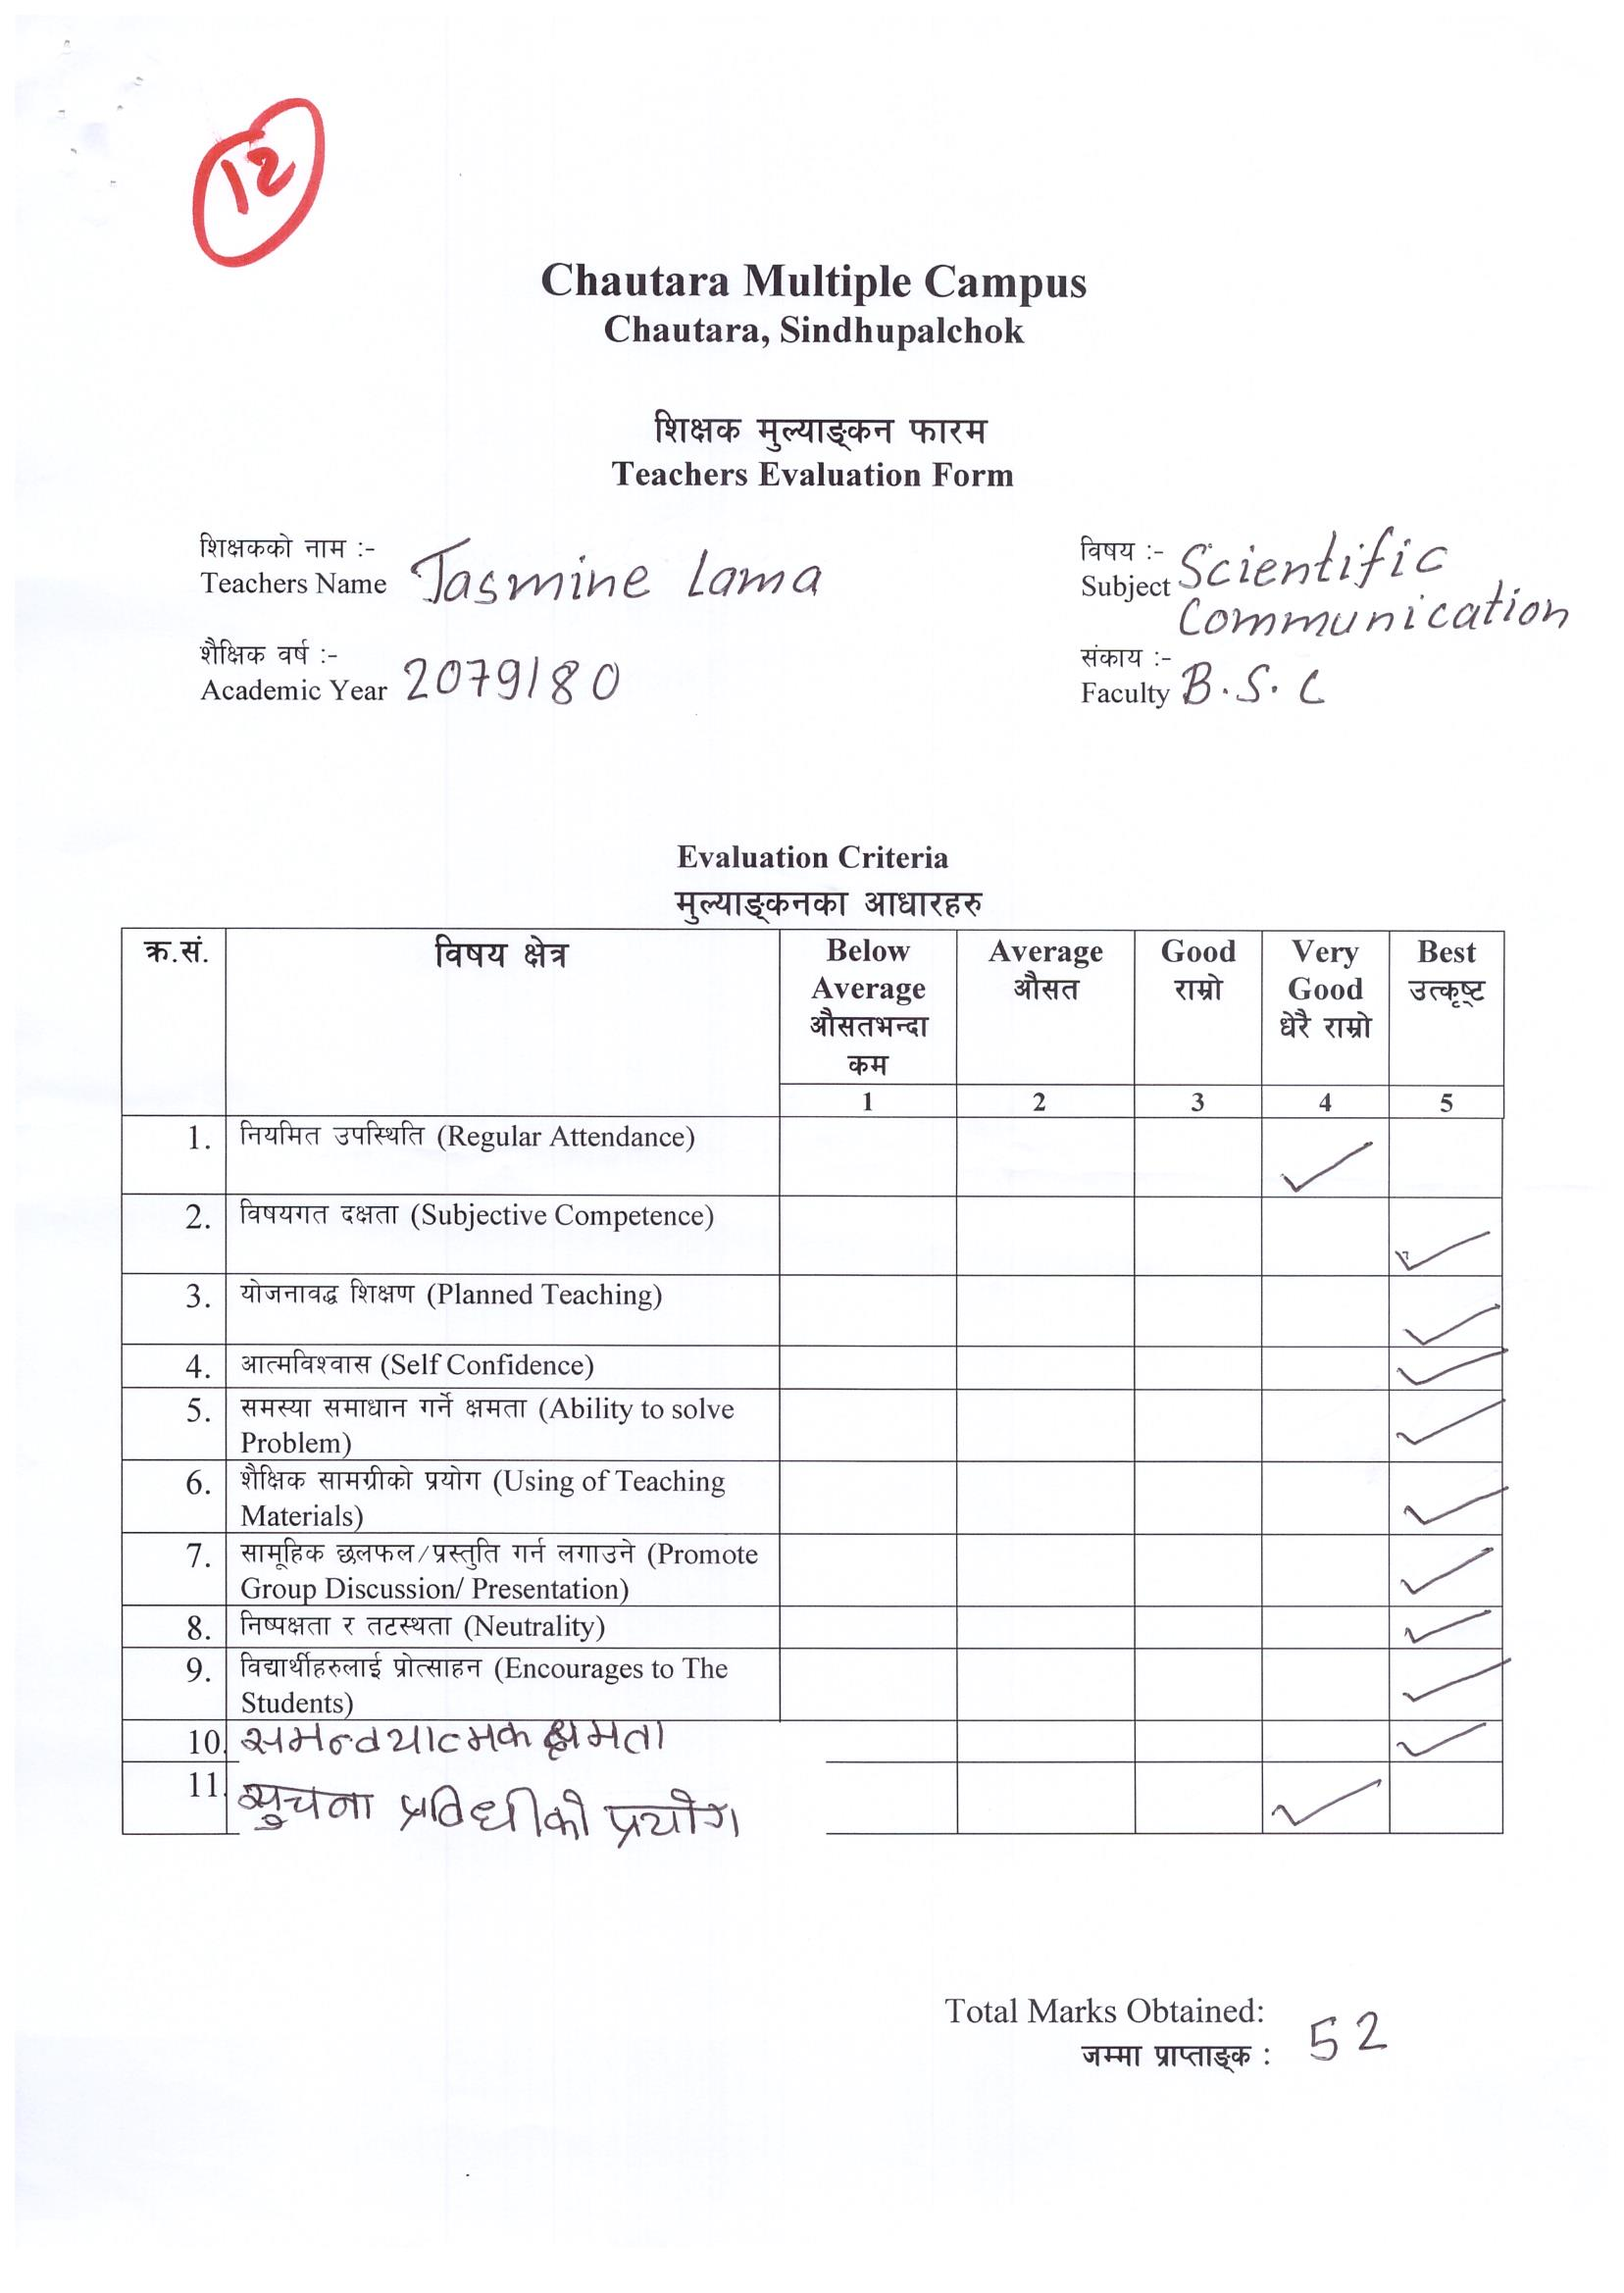 12
Chautara Multiple Campus
Chautara, Sindhupalchok
शिक्षक मुल्याङ्कन फारम
Teachers Evaluation Form
शिक्षकको नाम :-
Teachers Name Jasmine Lama
विषय :-
Subject Scientific
Communication
शैक्षिक वर्ष :-
Academic Year 2079/80
संकाय :-
Faculty B.S.C
Evaluation Criteria
मुल्याङ्कनका आधारहरु
क्र.सं. विषय क्षेत्र Below Average औसतभन्दा कम Average औसत Good राम्रो Very Good धेरै राम्रो Best उत्कृष्ट
1 2 3 4 5
1. नियमित उपस्थिति (Regular Attendance) ✓
2. विषयगत दक्षता (Subjective Competence) ✓
3. योजनावद्ध शिक्षण (Planned Teaching) ✓
4. आत्मविश्वास (Self Confidence) ✓
5. समस्या समाधान गर्ने क्षमता (Ability to solve
Problem) ✓
6. शैक्षिक सामग्रीको प्रयोग (Using of Teaching
Materials) ✓
7. सामूहिक छलफल/प्रस्तुति गर्न लगाउने (Promote
Group Discussion/ Presentation) ✓
8. निष्पक्षता र तटस्थता (Neutrality) ✓
9. विद्यार्थीहरुलाई प्रोत्साहन (Encourages to The
Students) ✓
10. समन्वयात्मक क्षमता ✓
11. सुचना प्रविधीको प्रयोग ✓
Total Marks Obtained:
जम्मा प्राप्ताङ्क : 52